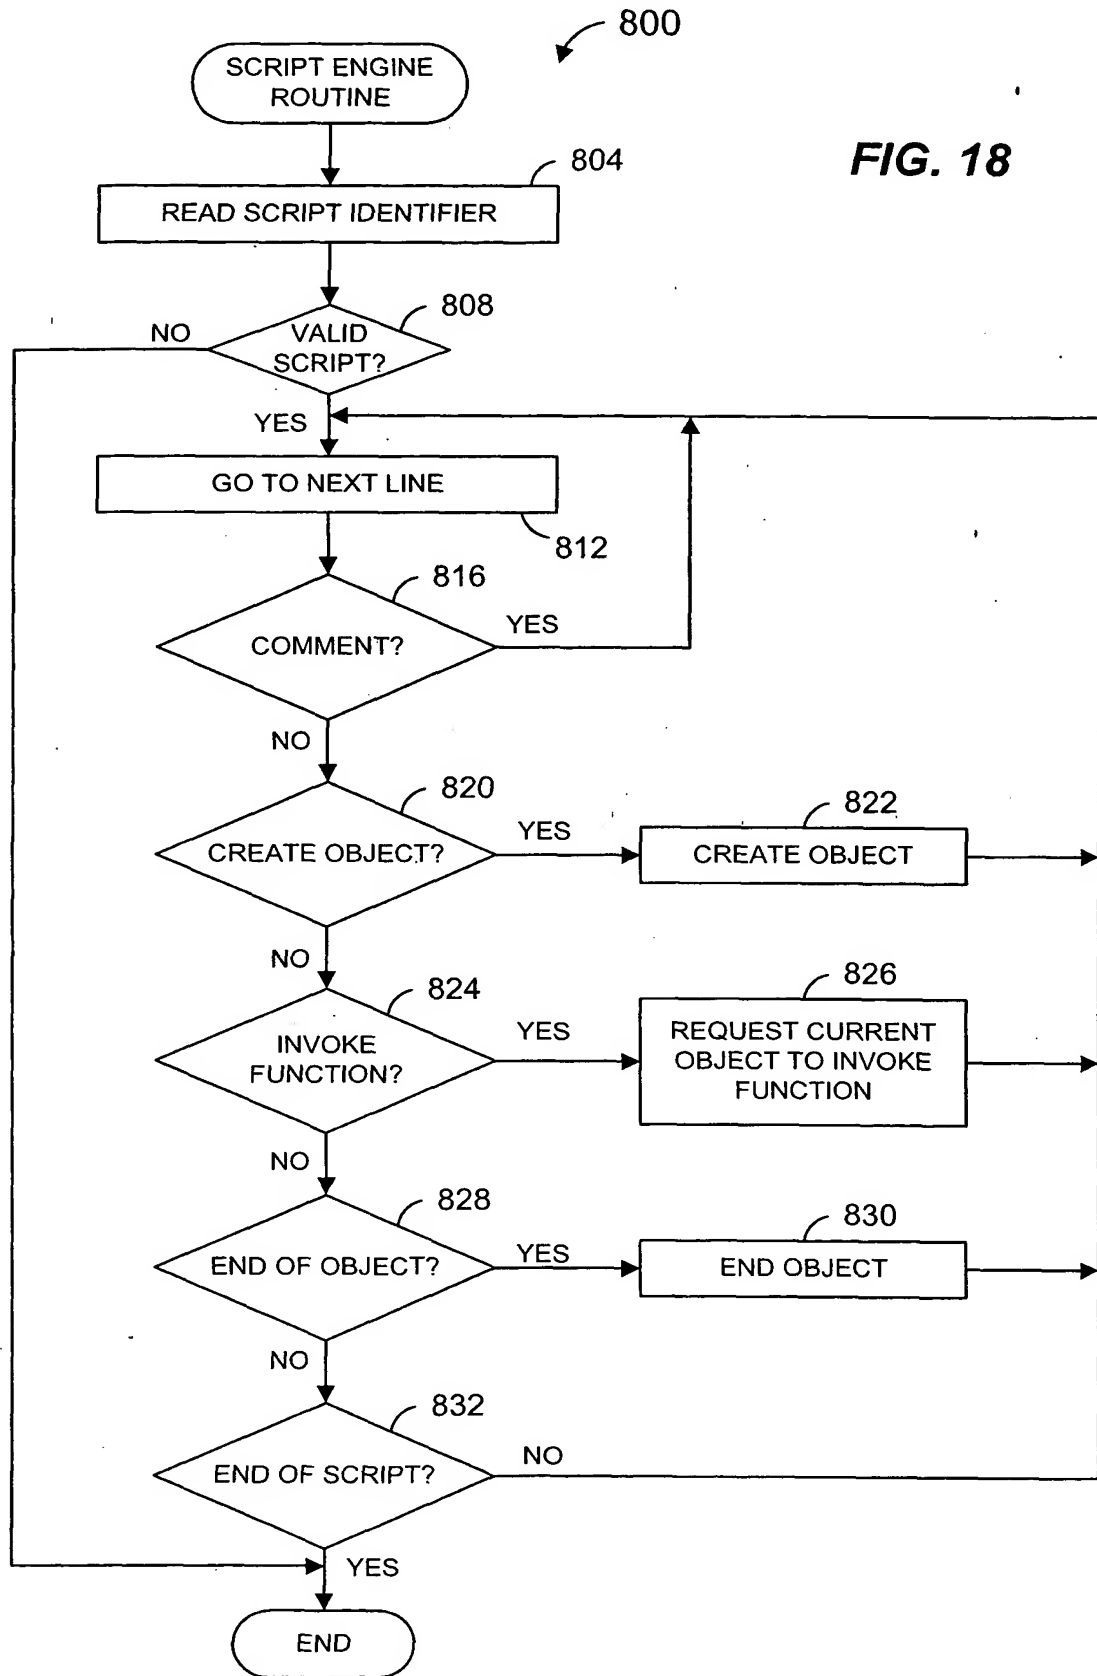 800
SCRIPT ENGINE
ROUTINE
FIG. 18
804
READ SCRIPT IDENTIFIER
808
NO
VALID
SCRIPT?
YES
GO TO NEXT LINE
812
816
COMMENT?
YES
NO
820
CREATE OBJECT?
YES
822
CREATE OBJECT
NO
824
INVOKE
FUNCTION?
YES
826
REQUEST CURRENT
OBJECT TO INVOKE
FUNCTION
NO
828
END OF OBJECT?
YES
830
END OBJECT
NO
832
END OF SCRIPT?
NO
YES
END